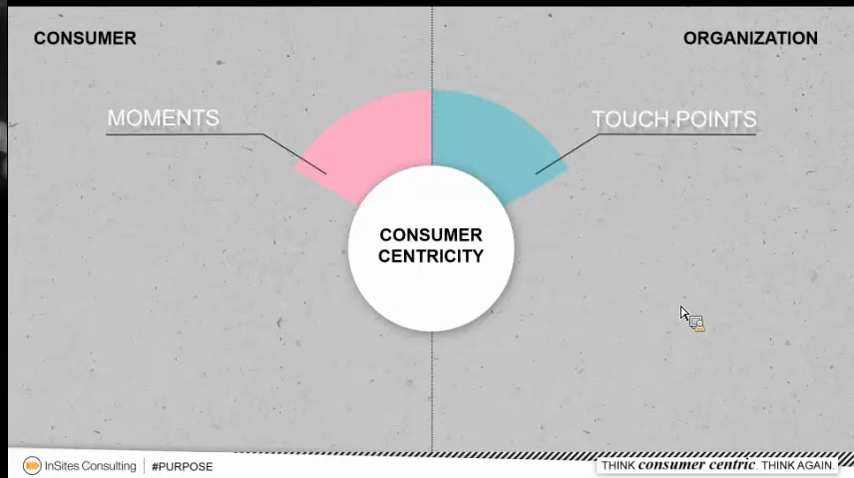 CONSUMER
ORGANIZATION
MOMENTS
TOUCH POINTS
CONSUMER
CENTRICITY
InSites Consulting
#PURPOSE
THINK consumer centric. THINK AGAIN.